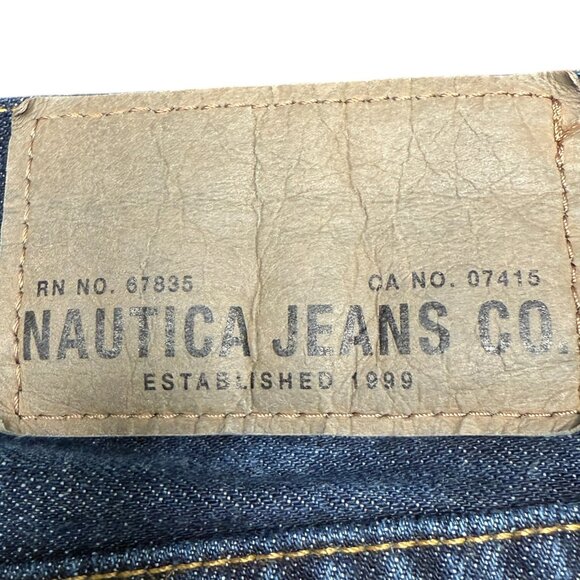 RN NO. 67835 CA NO. 07415
NAUTICA JEANS CO.
ESTABLISHED 1999